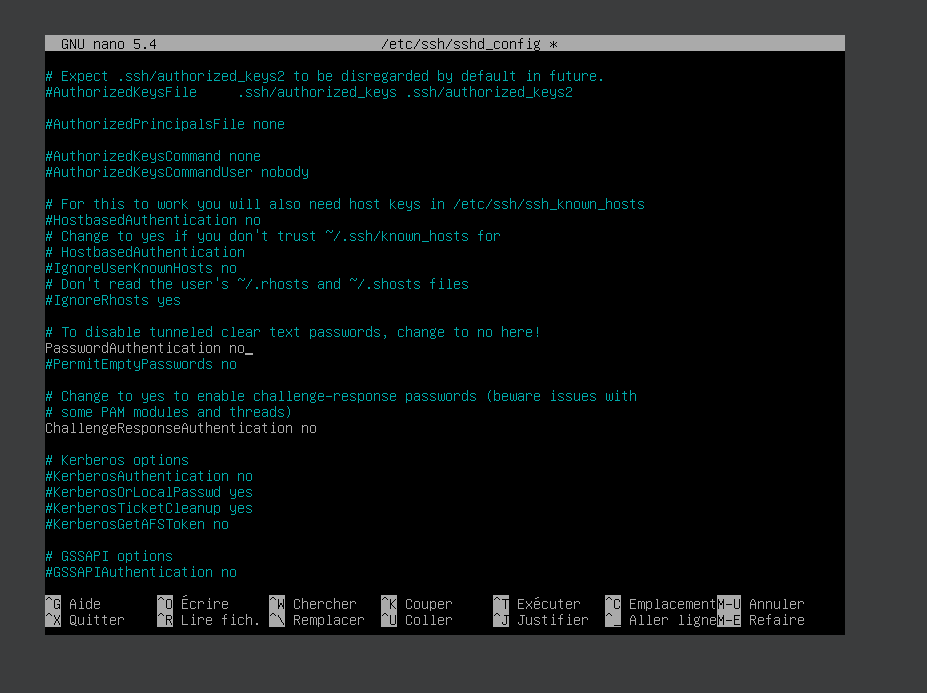 GNU nano 5.4 /etc/ssh/sshd_config *
# Expect .ssh/authorized_keys2 to be disregarded by default in future.
#AuthorizedKeysFile .ssh/authorized_keys .ssh/authorized_keys2
#AuthorizedPrincipalsFile none
#AuthorizedKeysCommand none
#AuthorizedKeysCommandUser nobody
# For this to work you will also need host keys in /etc/ssh/ssh_known_hosts
#HostbasedAuthentication no
# Change to yes if you don't trust ~/.ssh/known_hosts for
# HostbasedAuthentication
#IgnoreUserKnownHosts no
# Don't read the user's ~/.rhosts and ~/.shosts files
#IgnoreRhosts yes
# To disable tunneled clear text passwords, change to no here!
PasswordAuthentication no
#PermitEmptyPasswords no
# Change to yes to enable challenge-response passwords (beware issues with
# some PAM modules and threads)
ChallengeResponseAuthentication no
# Kerberos options
#KerberosAuthentication no
#KerberosOrLocalPasswd yes
#KerberosTicketCleanup yes
#KerberosGetAFSToken no
# GSSAPI options
#GSSAPIAuthentication no
^G Aide ^O Écrire ^W Chercher ^K Couper ^T Exécuter ^C Emplacement M-U Annuler
^X Quitter ^R Lire fich. ^\ Remplacer ^U Coller ^J Justifier ^_ Aller ligne M-E Refaire